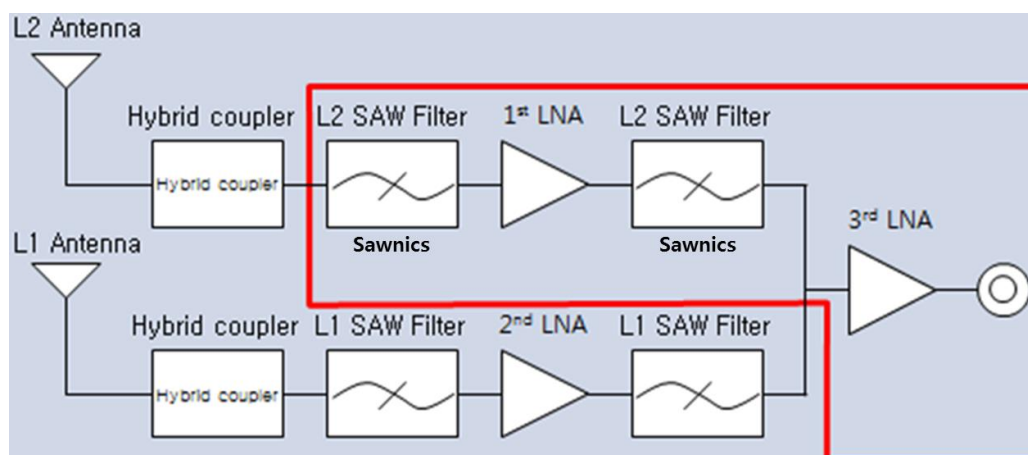 L2 Antenna
Hybrid coupler L2 SAW Filter 1st LNA L2 SAW Filter
Hybrid coupler
Sawnics Sawnics
3rd LNA
L1 Antenna
Hybrid coupler L1 SAW Filter 2nd LNA L1 SAW Filter
Hybrid coupler